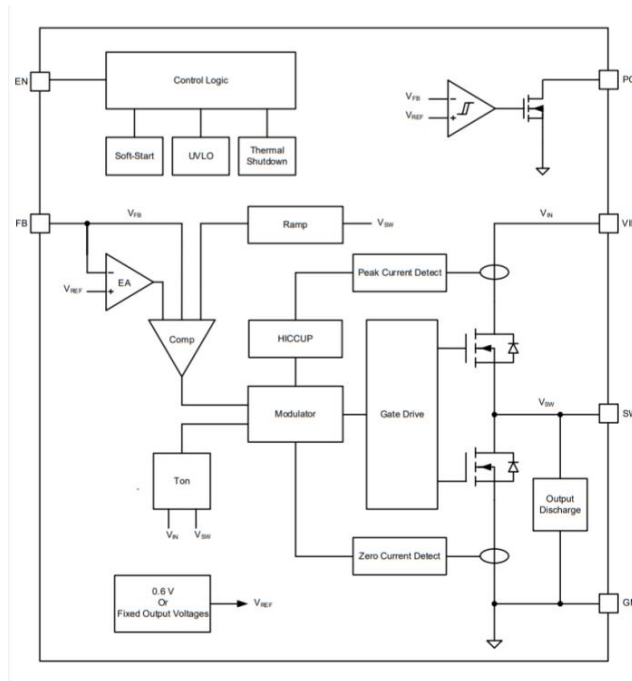 EN
Control Logic
PG
Soft-Start
UVLO
Thermal
Shutdown
VFB
VREF
FB
VFB
Ramp
VSW
VIN
VIN
Peak Current Detect
EA
VREF
Comp
HICCUP
Modulator
Gate Drive
VSW
SW
Ton
VIN
VSW
Output
Discharge
Zero Current Detect
0.6 V
Or
Fixed Output Voltages
VREF